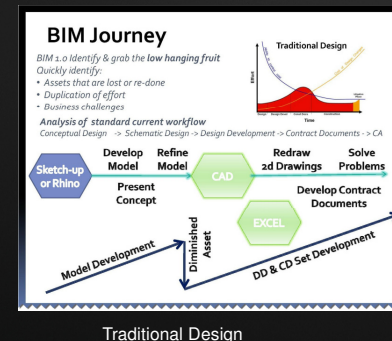 BIM Journey
BIM 1.0 Identify & grab the low hanging fruit
Quickly identify:
• Assets that are lost or re-done
• Duplication of effort
• Business challenges
Traditional Design
Effort
Time
Analysis of standard current workflow
Conceptual Design -> Schematic Design -> Design Development -> Contract Documents -> CA
Sketch-up
or Rhino
Develop
Model
Refine
Model
Present
Concept
CAD
Redraw
2d Drawings
Solve
Problems
Develop Contract
Documents
EXCEL
Model Development
Diminished
Asset
DD & CD Set Development
Traditional Design